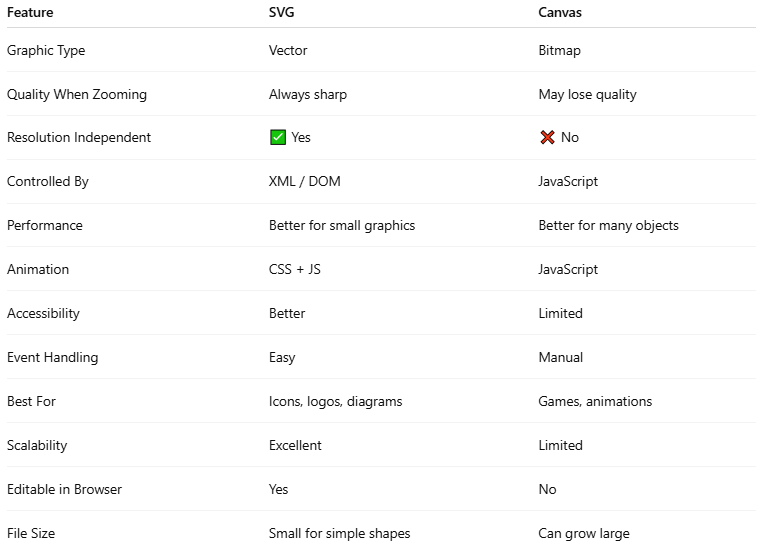 Feature SVG Canvas
Graphic Type Vector Bitmap
Quality When Zooming Always sharp May lose quality
Resolution Independent ✅ Yes ❌ No
Controlled By XML / DOM JavaScript
Performance Better for small graphics Better for many objects
Animation CSS + JS JavaScript
Accessibility Better Limited
Event Handling Easy Manual
Best For Icons, logos, diagrams Games, animations
Scalability Excellent Limited
Editable in Browser Yes No
File Size Small for simple shapes Can grow large